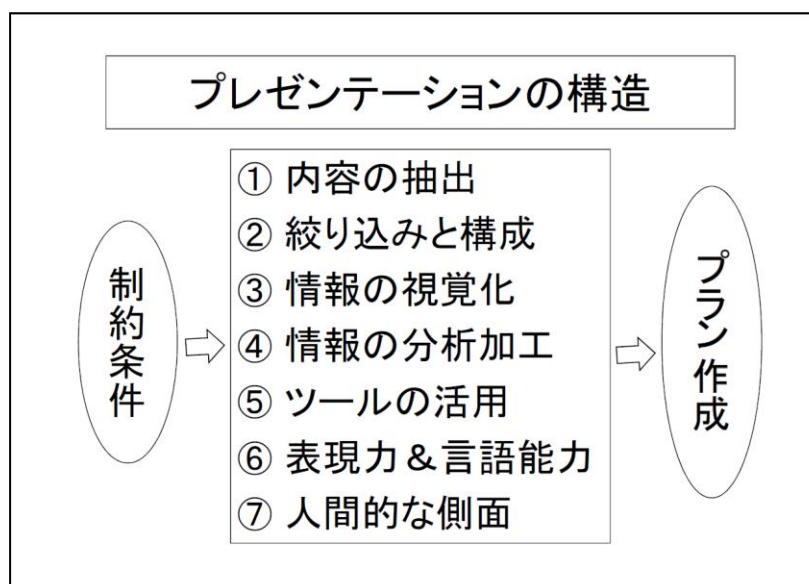 プレゼンテーションの構造
制約条件
① 内容の抽出
② 絞り込みと構成
③ 情報の視覚化
④ 情報の分析加工
⑤ ツールの活用
⑥ 表現力＆言語能力
⑦ 人間的な側面
プラン作成